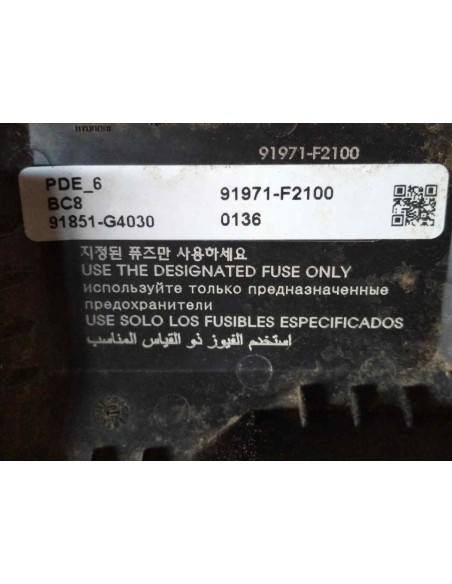 HYUNDAI
91971-F2100
PDE_6
91971-F2100
BC8
91851-G4030
0136
지정된 퓨즈만 사용하세요
USE THE DESIGNATED FUSE ONLY
используйте только предназначенные
предохранители
USE SOLO LOS FUSIBLES ESPECIFICADOS
استخدم الفيوز ذو القياس المناسب